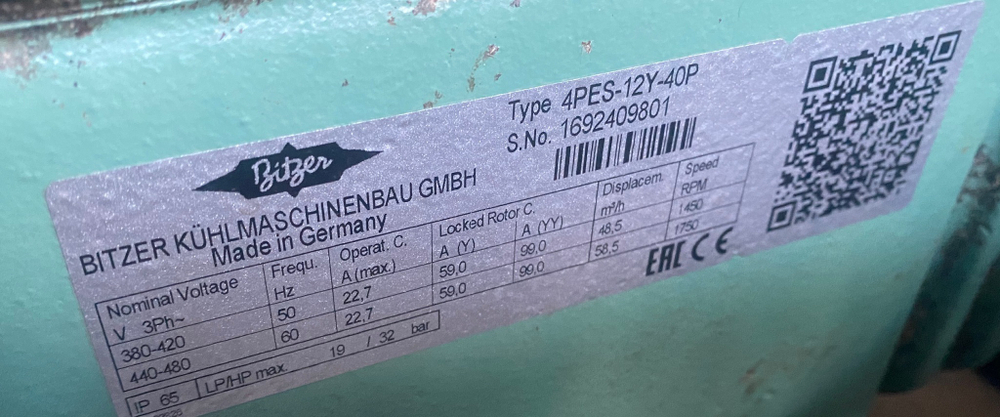 Bitzer
BITZER KÜHLMASCHINENBAU GMBH
Made in Germany
Type 4PES-12Y-40P
S.No. 1692409801
Nominal Voltage Frequ. Operat. C. Locked Rotor C. Displacem. Speed
V 3Ph~ Hz A (max.) A (Y) A (YY) m³/h RPM
380-420 50 22,7 59,0 99,0 48,5 1450
440-480 60 22,7 59,0 99,0 58,5 1750
IP 65 LP/HP max. 19 / 32 bar
EAC CE